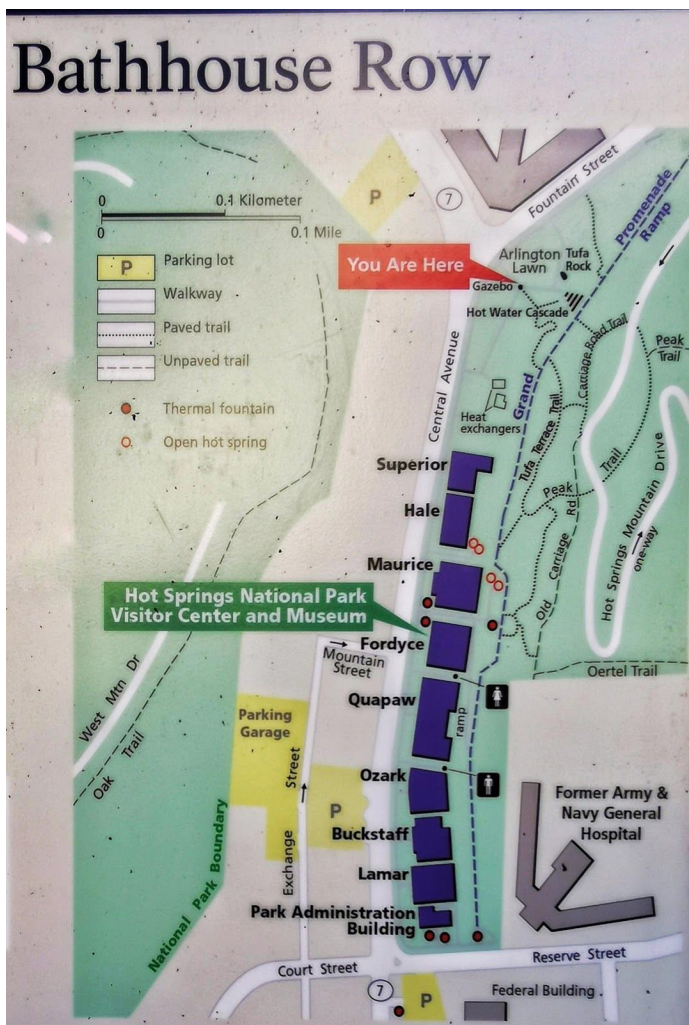 Bathhouse Row
0
0.1 Kilometer
0
0.1 Mile
P
Parking lot
Walkway
Paved trail
Unpaved trail
Thermal fountain
Open hot spring
P
7
Fountain Street
Promenade
Ramp
You Are Here
Arlington
Lawn
Tufa
Rock
Gazebo
Hot Water Cascade
Central Avenue
Heat
exchangers
Grand
Tufa Terrace Trail
Carriage Road Trail
Peak
Trail
Peak
Trail
Hot Springs Mountain Drive
one-way
Old Carriage Rd
Superior
Hale
Maurice
Hot Springs National Park
Visitor Center and Museum
Fordyce
Mountain
Street
Oertel Trail
Quapaw
ramp
West Mtn Dr
Oak Trail
Parking
Garage
P
Exchange Street
Ozark
Former Army &
Navy General
Hospital
Buckstaff
Lamar
Park Administration
Building
National Park Boundary
Court Street
Reserve Street
7
P
Federal Building